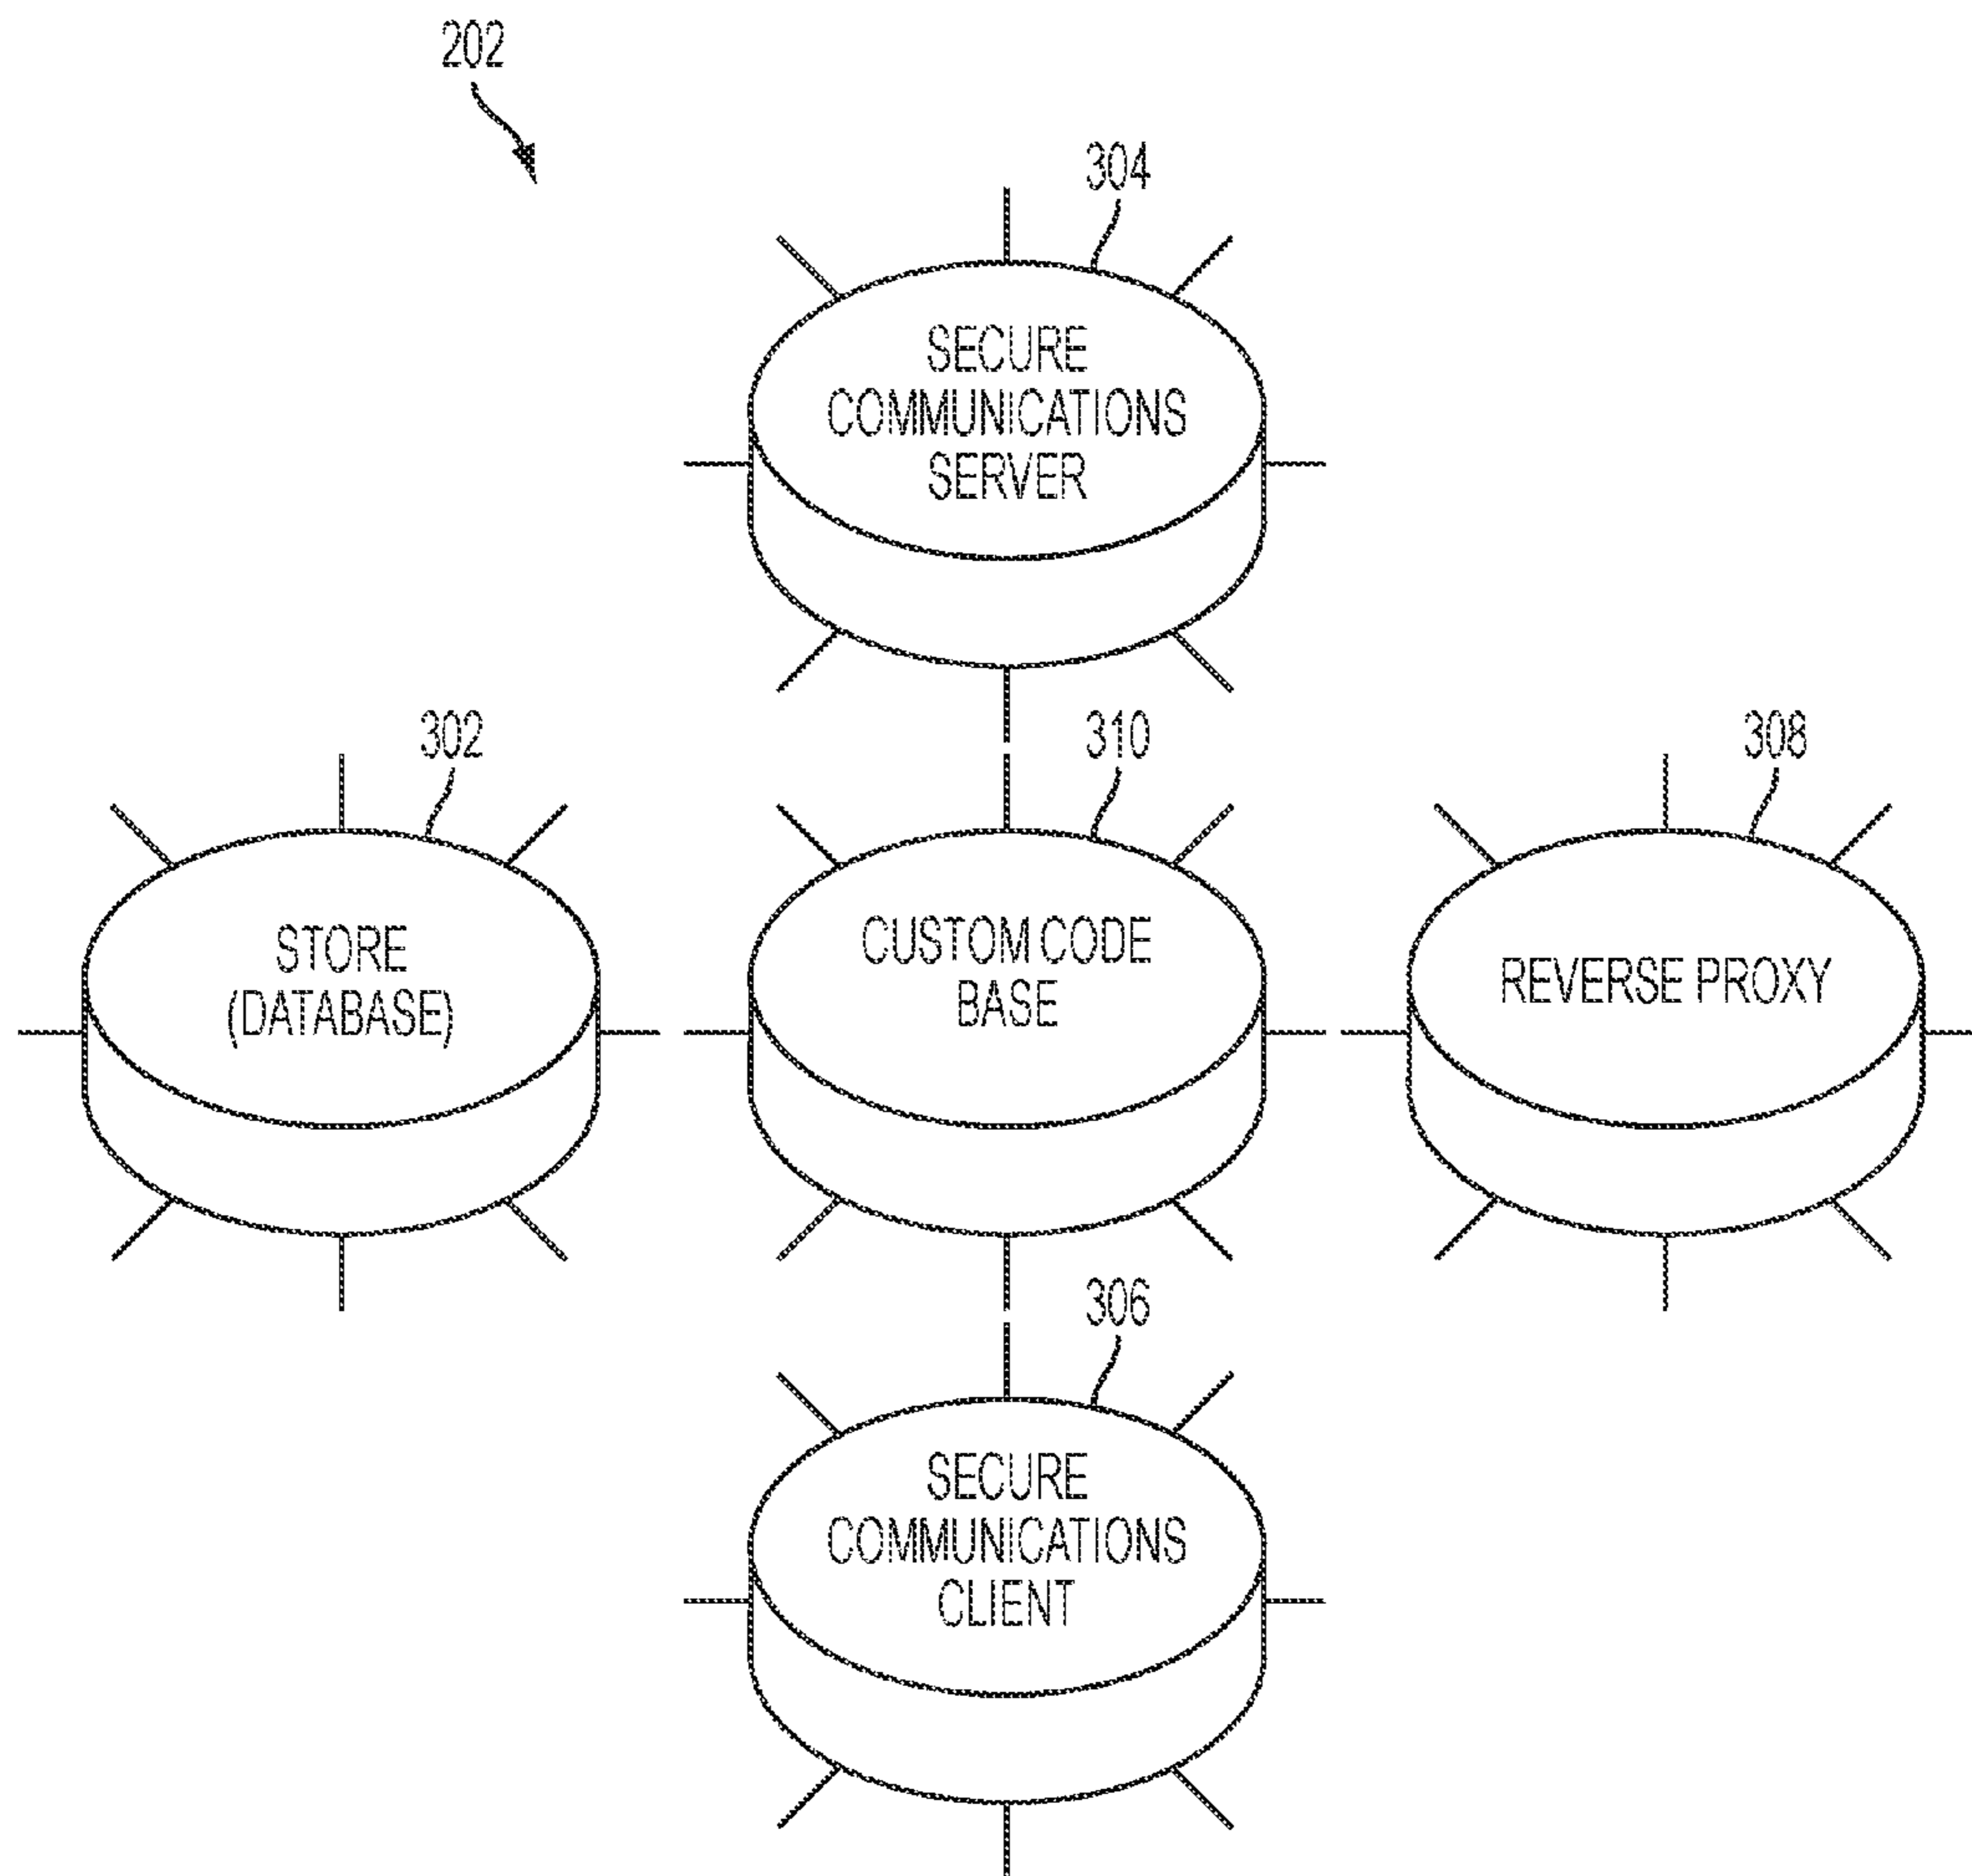 202
304
SECURE
COMMUNICATIONS
SERVER
302
310
308
STORE
(DATABASE)
CUSTOM CODE
BASE
REVERSE PROXY
306
SECURE
COMMUNICATIONS
CLIENT